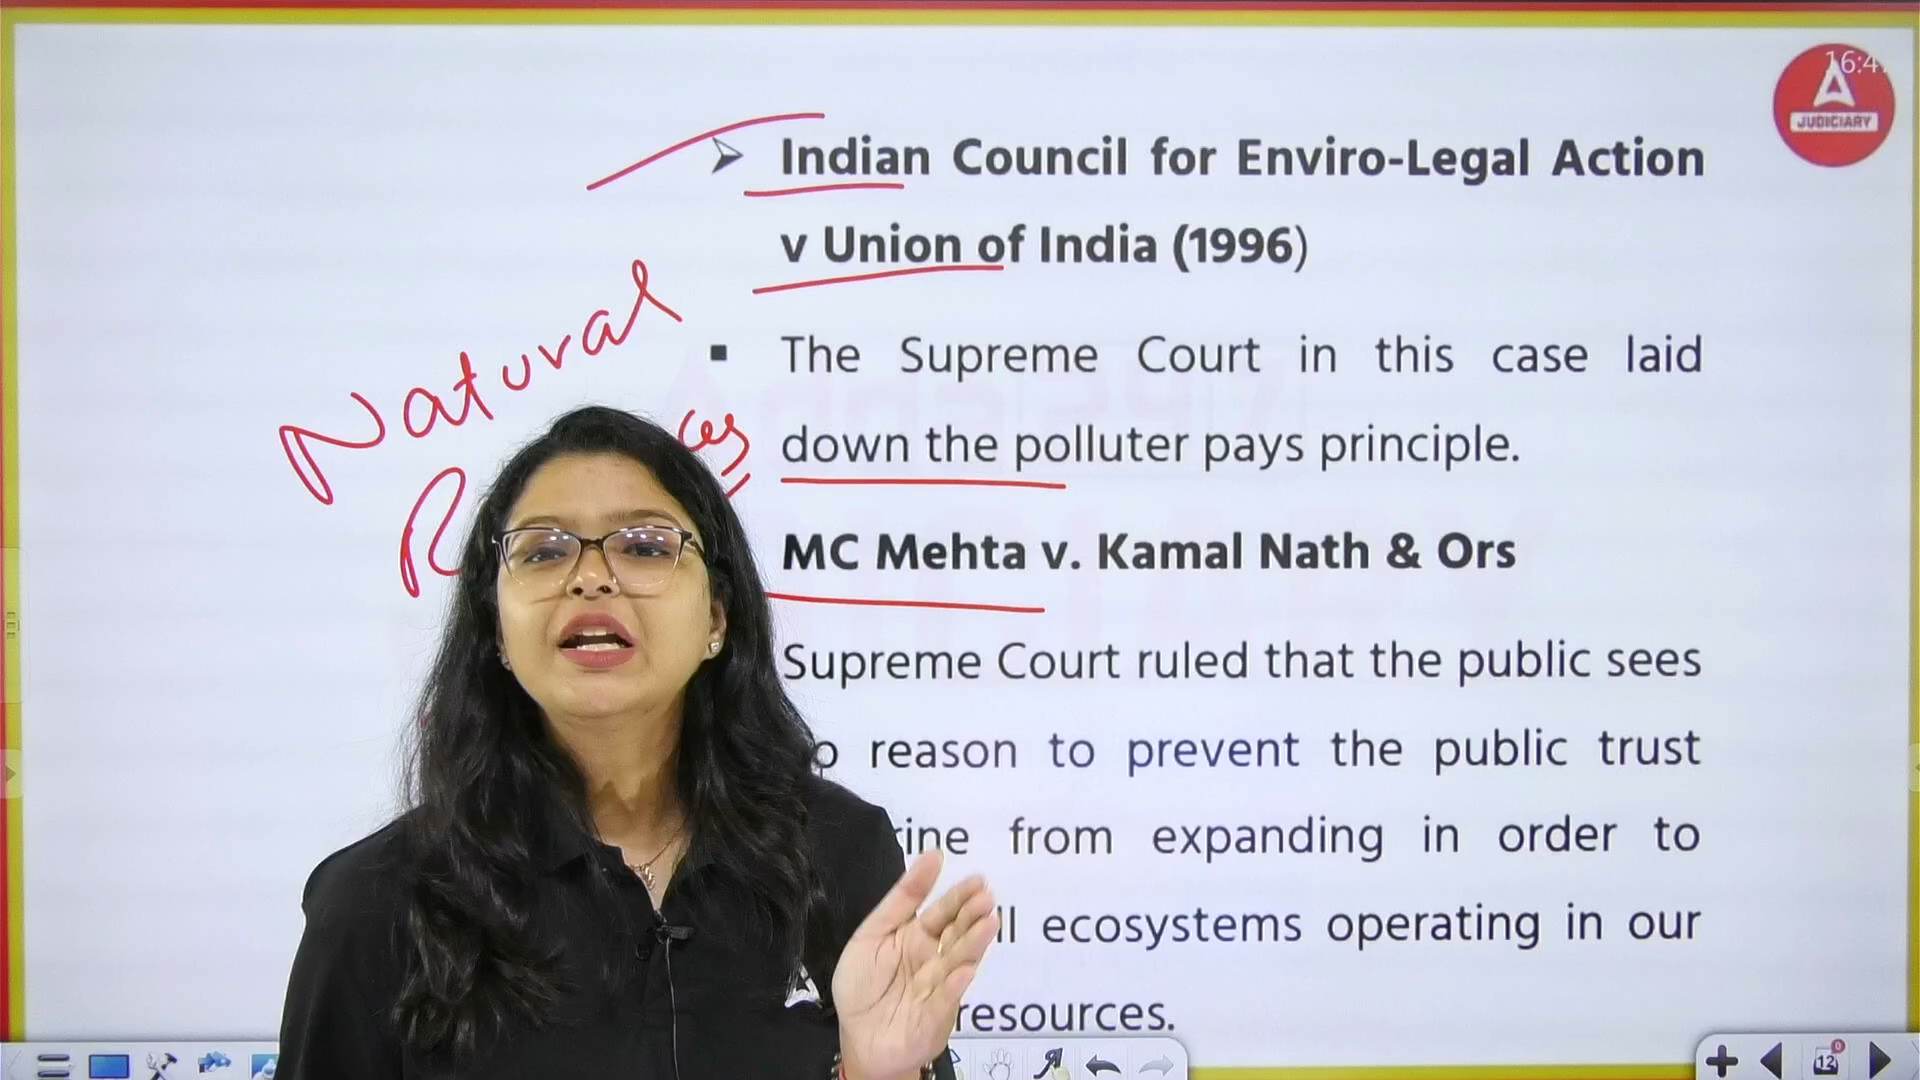 16:4
JUDICIARY
Indian Council for Enviro-Legal Action
v Union of India (1996)
Natural
The Supreme Court in this case laid
down the polluter pays principle.
MC Mehta v. Kamal Nath & Ors
Supreme Court ruled that the public sees
reason to prevent the public trust
from expanding in order to
ecosystems operating in our
resources.
12